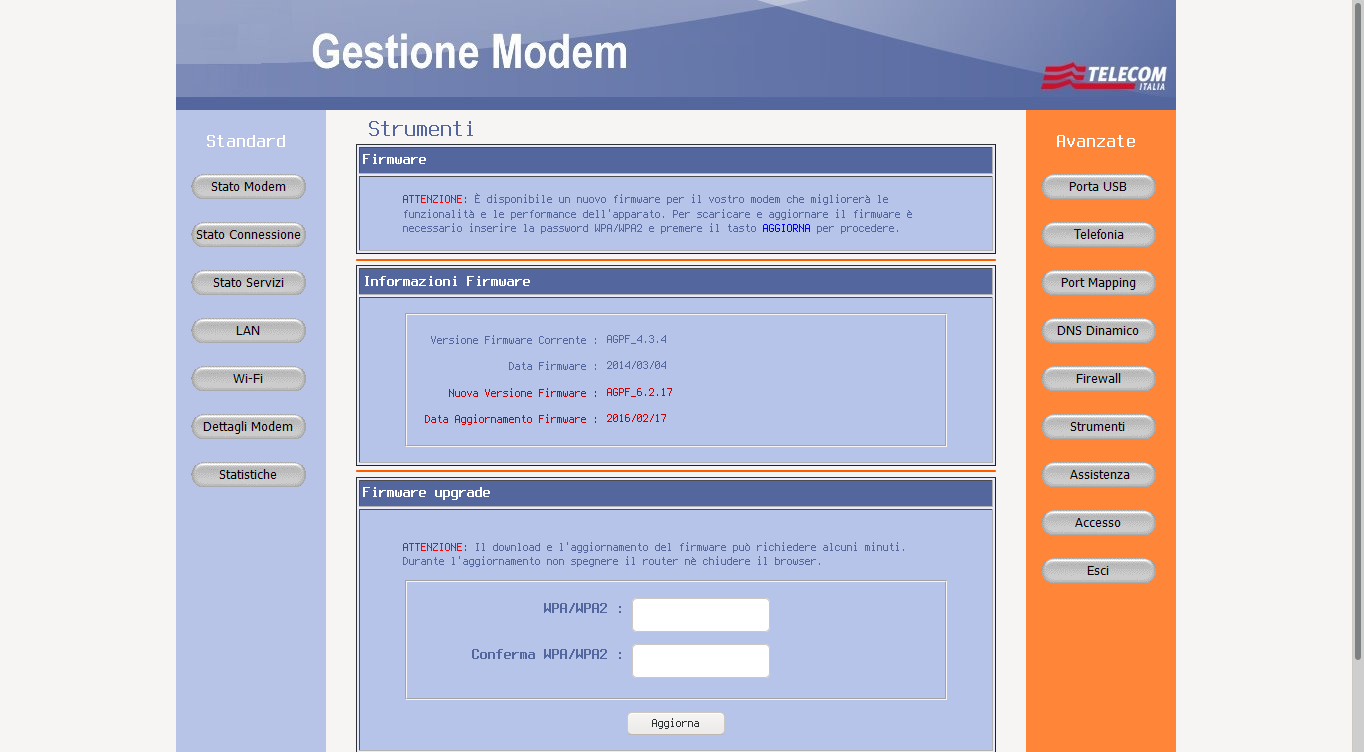 Gestione Modem
TELECOM
ITALIA
Standard
Stato Modem
Stato Connessione
Stato Servizi
LAN
Wi-Fi
Dettagli Modem
Statistiche
Strumenti
Firmware
ATTENZIONE: È disponibile un nuovo firmware per il vostro modem che migliorerà le
funzionalità e le performance dell'apparato. Per scaricare e aggiornare il firmware è
necessario inserire la password WPA/WPA2 e premere il tasto AGGIORNA per procedere.
Informazioni Firmware
Versione Firmware Corrente : AGPF_4.3.4
Data Firmware : 2014/03/04
Nuova Versione Firmware : AGPF_6.2.17
Data Aggiornamento Firmware : 2016/02/17
Firmware upgrade
ATTENZIONE: Il download e l'aggiornamento del firmware può richiedere alcuni minuti.
Durante l'aggiornamento non spegnere il router nè chiudere il browser.
WPA/WPA2 :
Conferma WPA/WPA2 :
Aggiorna
Avanzate
Porta USB
Telefonia
Port Mapping
DNS Dinamico
Firewall
Strumenti
Assistenza
Accesso
Esci